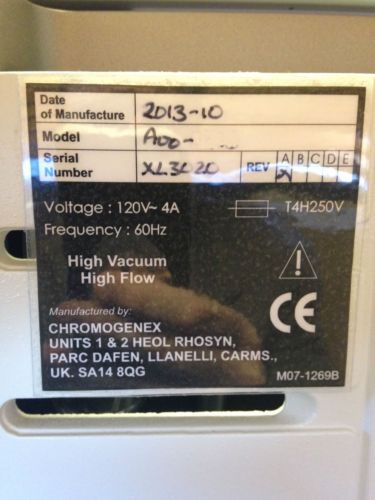 Date
of Manufacture 2013-10
Model A00-
Serial
Number XL3020 REV A B C D E
Voltage : 120V~ 4A T4H250V
Frequency : 60Hz
High Vacuum
High Flow
Manufactured by:
CHROMOGENEX
UNITS 1 & 2 HEOL RHOSYN,
PARC DAFEN, LLANELLI, CARMS.,
UK. SA14 8QG
CE
M07-1269B